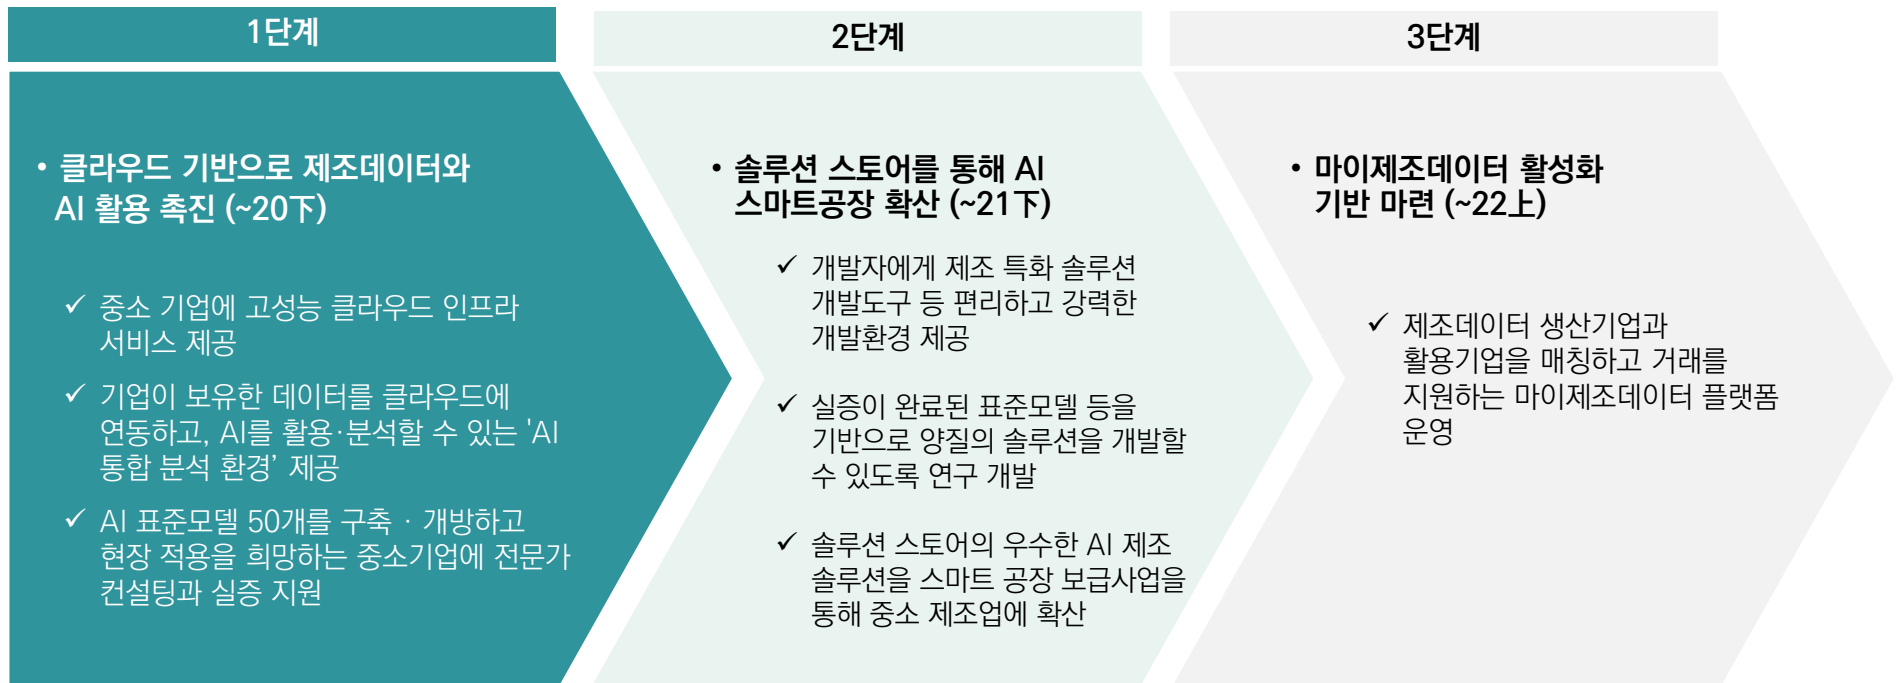 1단계
• 클라우드 기반으로 제조데이터와
AI 활용 촉진 (~20下)
✓ 중소 기업에 고성능 클라우드 인프라
서비스 제공
✓ 기업이 보유한 데이터를 클라우드에
연동하고, AI를 활용·분석할 수 있는 'AI
통합 분석 환경’ 제공
✓ AI 표준모델 50개를 구축 · 개방하고
현장 적용을 희망하는 중소기업에 전문가
컨설팅과 실증 지원
2단계
• 솔루션 스토어를 통해 AI
스마트공장 확산 (~21下)
✓ 개발자에게 제조 특화 솔루션
개발도구 등 편리하고 강력한
개발환경 제공
✓ 실증이 완료된 표준모델 등을
기반으로 양질의 솔루션을 개발할
수 있도록 연구 개발
✓ 솔루션 스토어의 우수한 AI 제조
솔루션을 스마트 공장 보급사업을
통해 중소 제조업에 확산
3단계
• 마이제조데이터 활성화
기반 마련 (~22上)
✓ 제조데이터 생산기업과
활용기업을 매칭하고 거래를
지원하는 마이제조데이터 플랫폼
운영